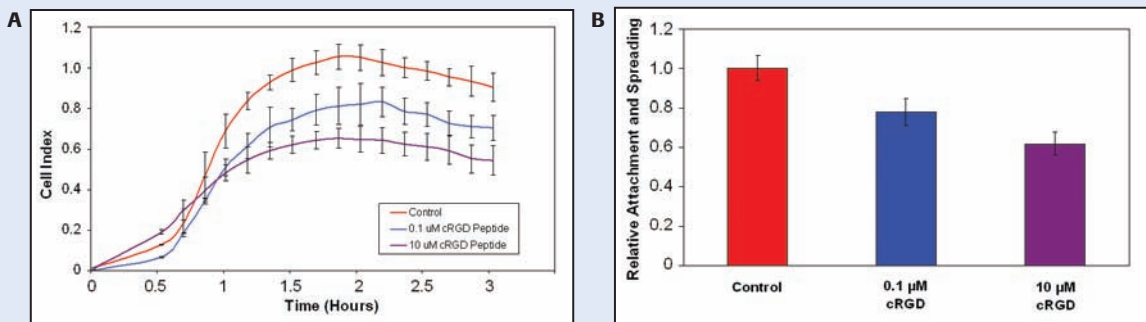 A
1.2
1.0
0.8
0.6
0.4
0.2
0
Cell Index
0 0.5 1 1.5 2 2.5 3
Time (Hours)
Control
0.1 uM cRGD Peptide
10 uM cRGD Peptide
B
1.2
1.0
0.8
0.6
0.4
0.2
0
Relative Attachment and Spreading
Control
0.1 µM
cRGD
10 µM
cRGD